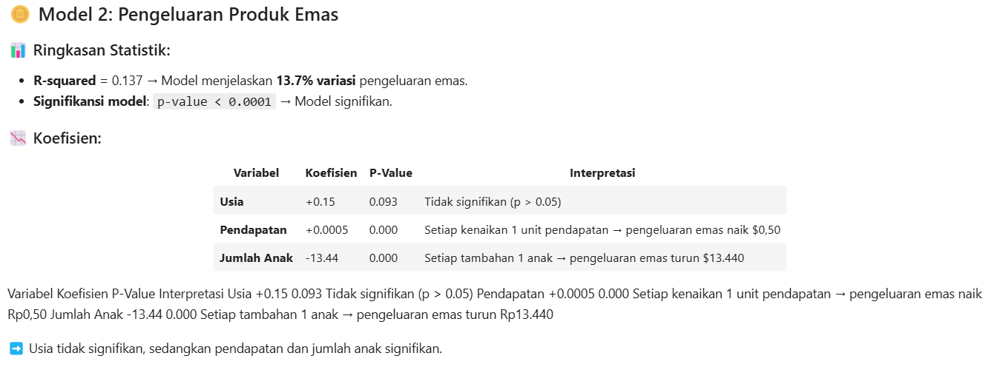 Model 2: Pengeluaran Produk Emas
Ringkasan Statistik:
R-squared = 0.137 → Model menjelaskan 13.7% variasi pengeluaran emas.
Signifikansi model: p-value < 0.0001 → Model signifikan.
Koefisien:
Variabel Koefisien P-Value Interpretasi
Usia +0.15 0.093 Tidak signifikan (p > 0.05)
Pendapatan +0.0005 0.000 Setiap kenaikan 1 unit pendapatan → pengeluaran emas naik $0,50
Jumlah Anak -13.44 0.000 Setiap tambahan 1 anak → pengeluaran emas turun $13.440
Variabel Koefisien P-Value Interpretasi Usia +0.15 0.093 Tidak signifikan (p > 0.05) Pendapatan +0.0005 0.000 Setiap kenaikan 1 unit pendapatan → pengeluaran emas naik
Rp0,50 Jumlah Anak -13.44 0.000 Setiap tambahan 1 anak → pengeluaran emas turun Rp13.440
Usia tidak signifikan, sedangkan pendapatan dan jumlah anak signifikan.